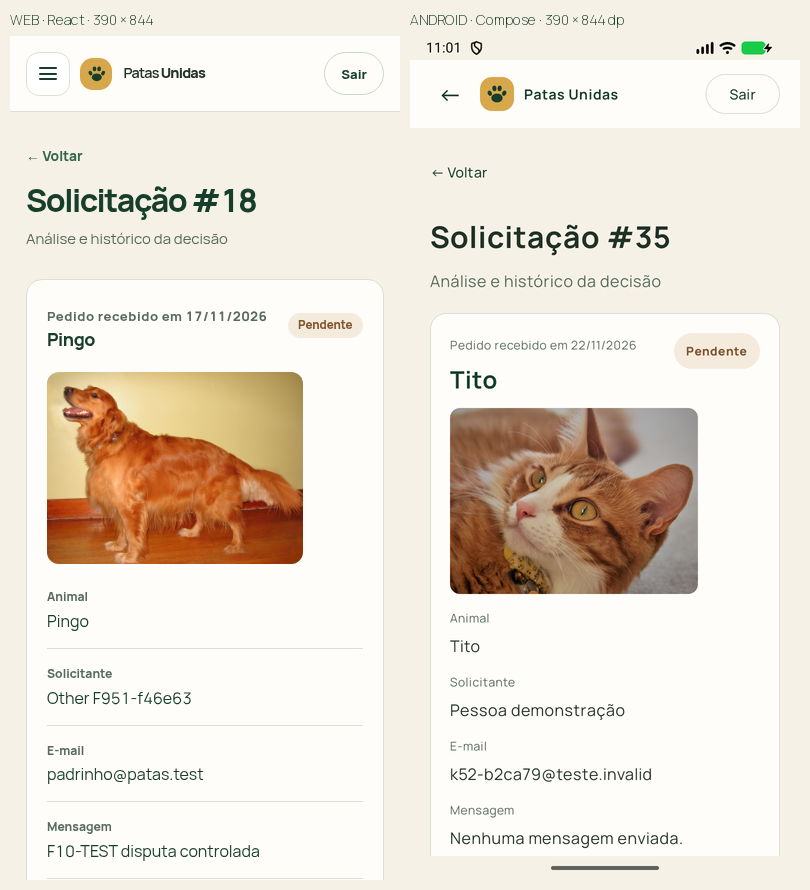 WEB · React · 390 × 844
Patas Unidas
Sair
← Voltar
Solicitação #18
Análise e histórico da decisão
Pedido recebido em 17/11/2026
Pingo
Pendente
Animal
Pingo
Solicitante
Other F951-f46e63
E-mail
padrinho@patas.test
Mensagem
F10-TEST disputa controlada
ANDROID · Compose · 390 × 844 dp
11:01
Patas Unidas
Sair
← Voltar
Solicitação #35
Análise e histórico da decisão
Pedido recebido em 22/11/2026
Pendente
Tito
Animal
Tito
Solicitante
Pessoa demonstração
E-mail
k52-b2ca79@teste.invalid
Mensagem
Nenhuma mensagem enviada.